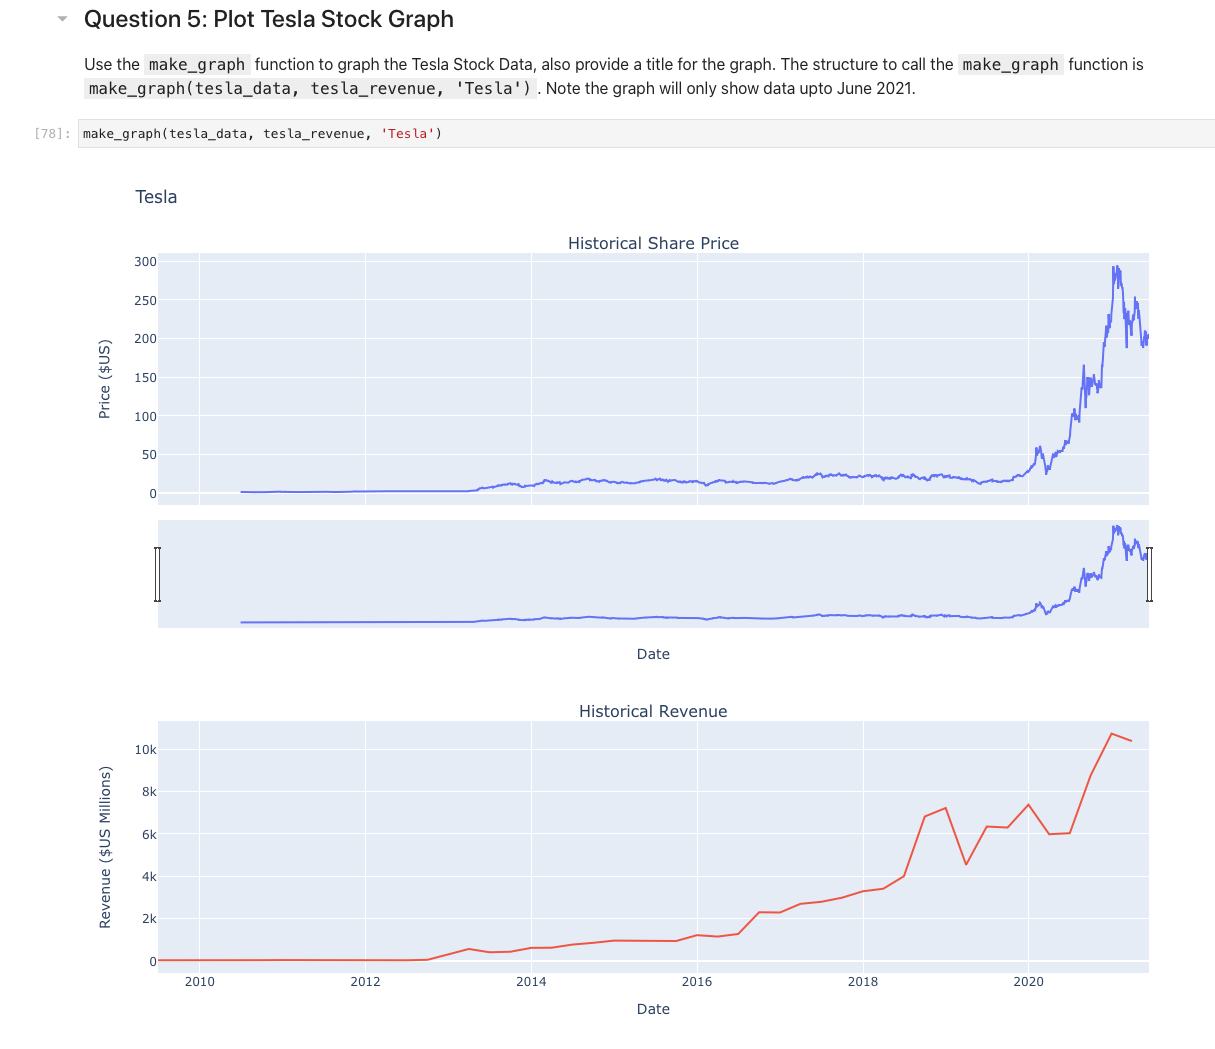 Question 5: Plot Tesla Stock Graph
Use the make_graph function to graph the Tesla Stock Data, also provide a title for the graph. The structure to call the make_graph function is
make_graph(tesla_data, tesla_revenue, 'Tesla') . Note the graph will only show data upto June 2021.
[78]: make_graph(tesla_data, tesla_revenue, 'Tesla')
Tesla
Historical Share Price
300
250
200
150
100
50
0
Price ($US)
Date
Historical Revenue
10k
8k
6k
4k
2k
0
Revenue ($US Millions)
2010 2012 2014 2016 2018 2020
Date